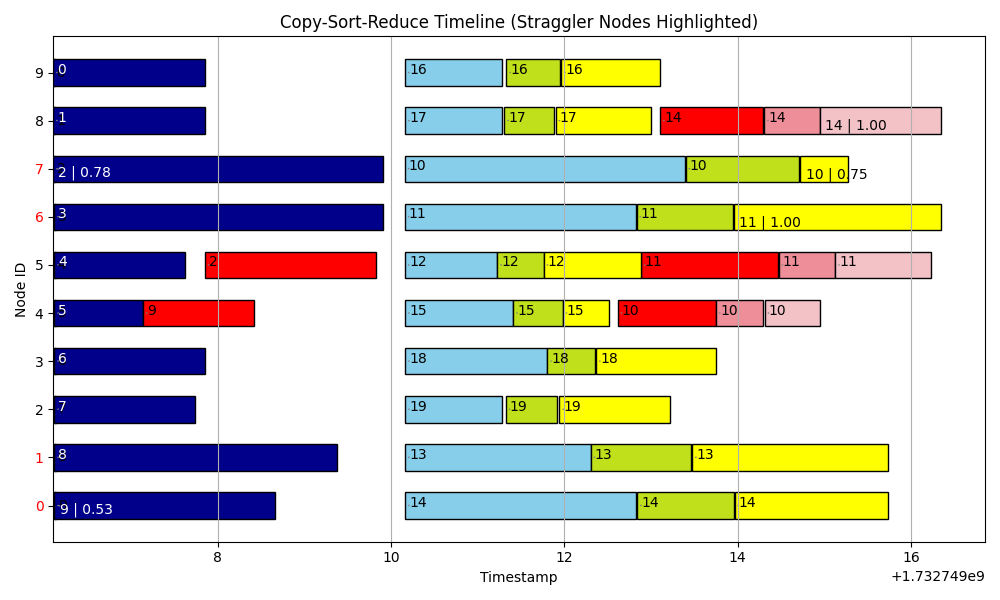 Copy-Sort-Reduce Timeline (Straggler Nodes Highlighted)
Node ID
9 0 16 16 16
8 1 17 17 17 14 14 14 | 1.00
7 2 | 0.78 10 10 10 | 0.75
6 3 11 11 11 | 1.00
5 4 2 12 12 12 11 11 11
4 5 9 15 15 15 10 10 10
3 6 18 18 18
2 7 19 19 19
1 8 13 13 13
0 9 | 0.53 14 14 14
8 10 12 14 16
Timestamp
+1.732749e9